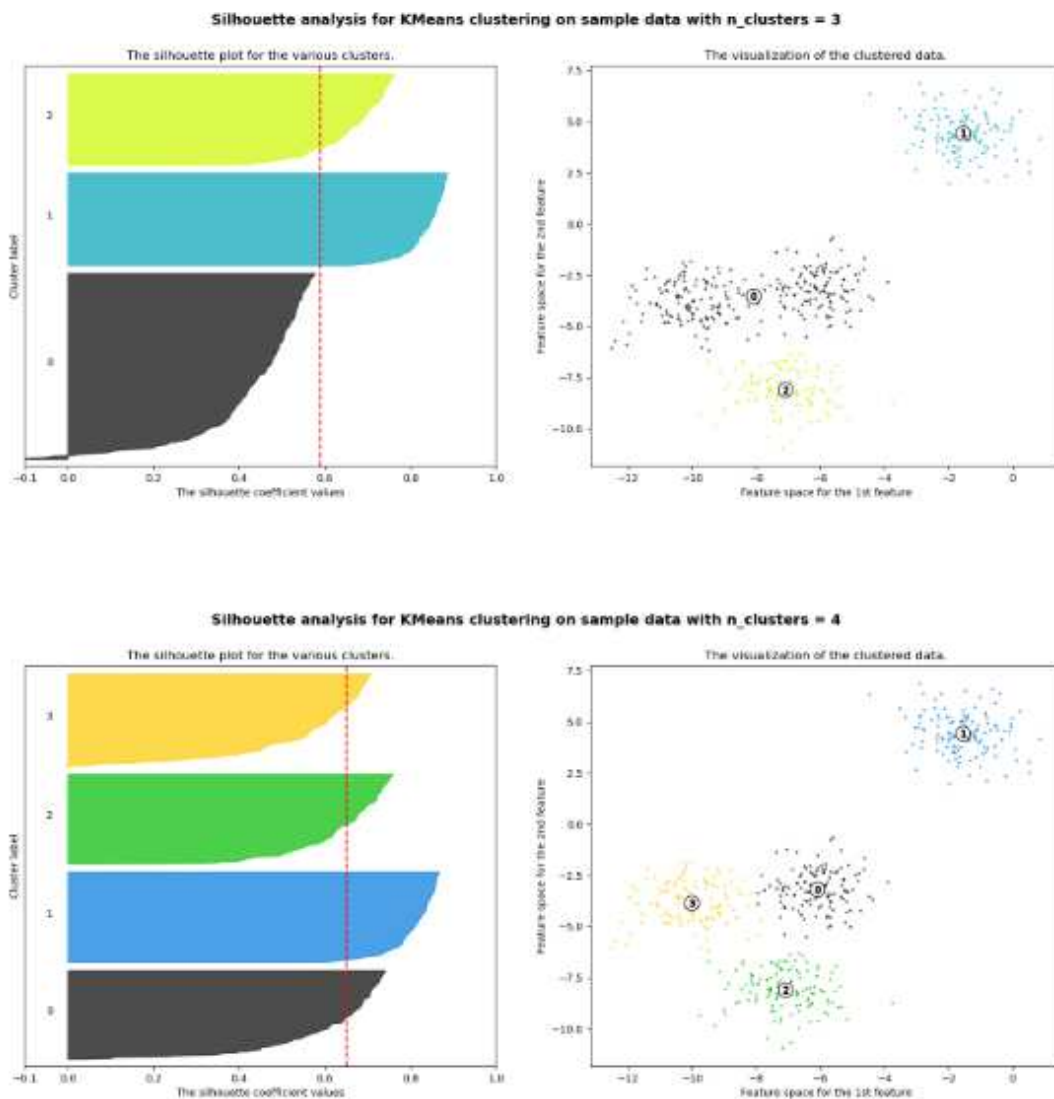 Silhouette analysis for KMeans clustering on sample data with n_clusters = 3
The silhouette plot for the various clusters.
Cluster label
2
1
0
−0.1 0.0 0.2 0.4 0.6 0.8 1.0
The silhouette coefficient values
The visualization of the clustered data.
Feature space for the 2nd feature
7.5
5.0
2.5
0.0
−2.5
−5.0
−7.5
−10.0
1
0
2
−12 −10 −8 −6 −4 −2 0
Feature space for the 1st feature
Silhouette analysis for KMeans clustering on sample data with n_clusters = 4
The silhouette plot for the various clusters.
Cluster label
3
2
1
0
−0.1 0.0 0.2 0.4 0.6 0.8 1.0
The silhouette coefficient values
The visualization of the clustered data.
Feature space for the 2nd feature
7.5
5.0
2.5
0.0
−2.5
−5.0
−7.5
−10.0
1
0
3
2
−12 −10 −8 −6 −4 −2 0
Feature space for the 1st feature